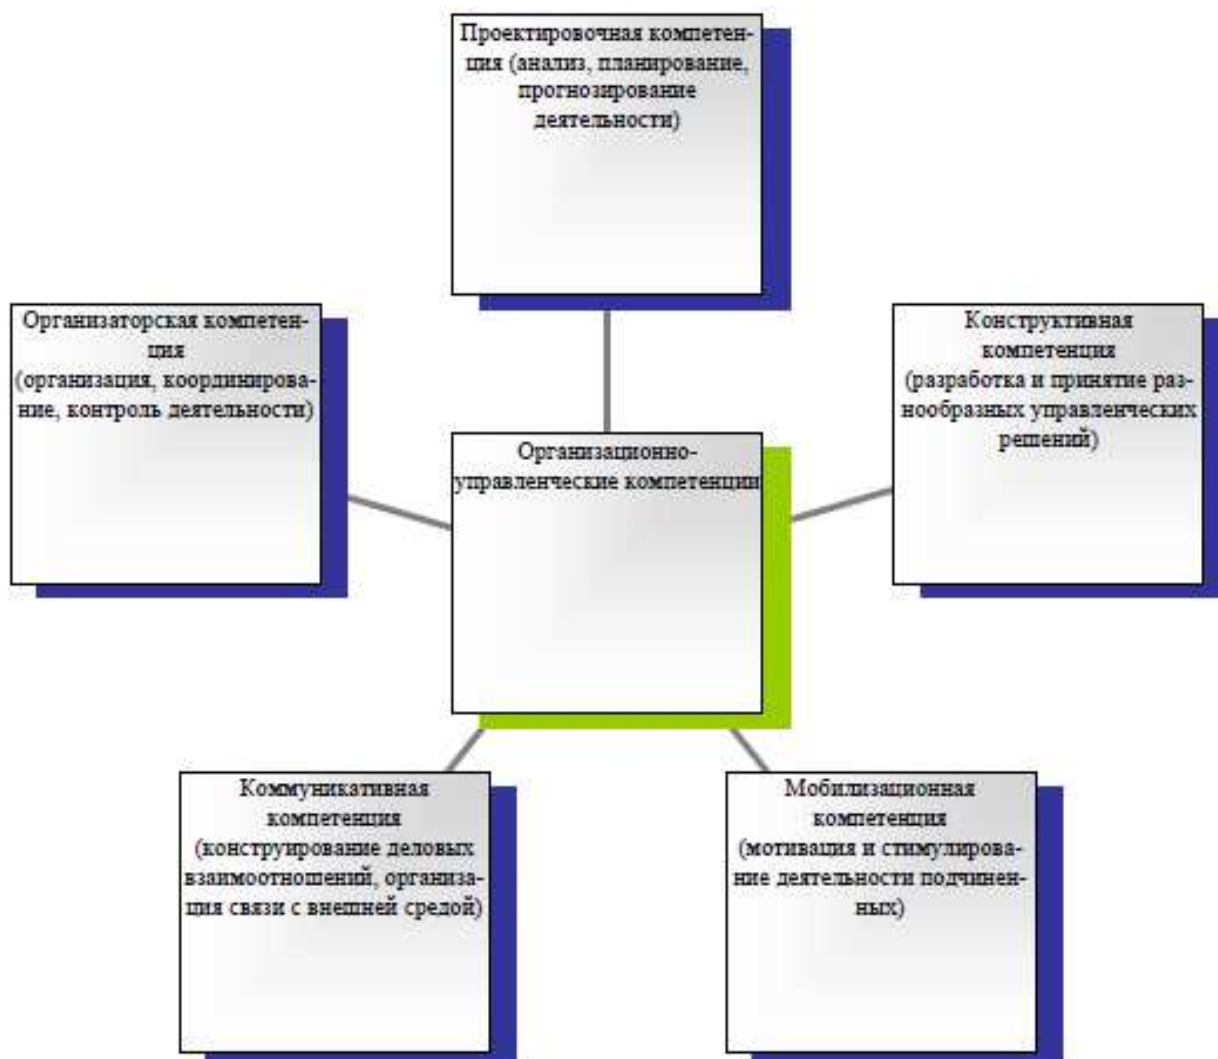 Проектировочная компетен-
ция (анализ, планирование,
прогнозирование
деятельности)
Организаторская компетен-
ция
(организация, координирова-
ние, контроль деятельности)
Конструктивная
компетенция
(разработка и принятие раз-
нообразных управленческих
решений)
Организационно-
управленческие компетенции
Коммуникативная
компетенция
(конструирование деловых
взаимоотношений, организа-
ция связи с внешней средой)
Мобилизационная
компетенция
(мотивация и стимулирова-
ние деятельности подчинен-
ных)